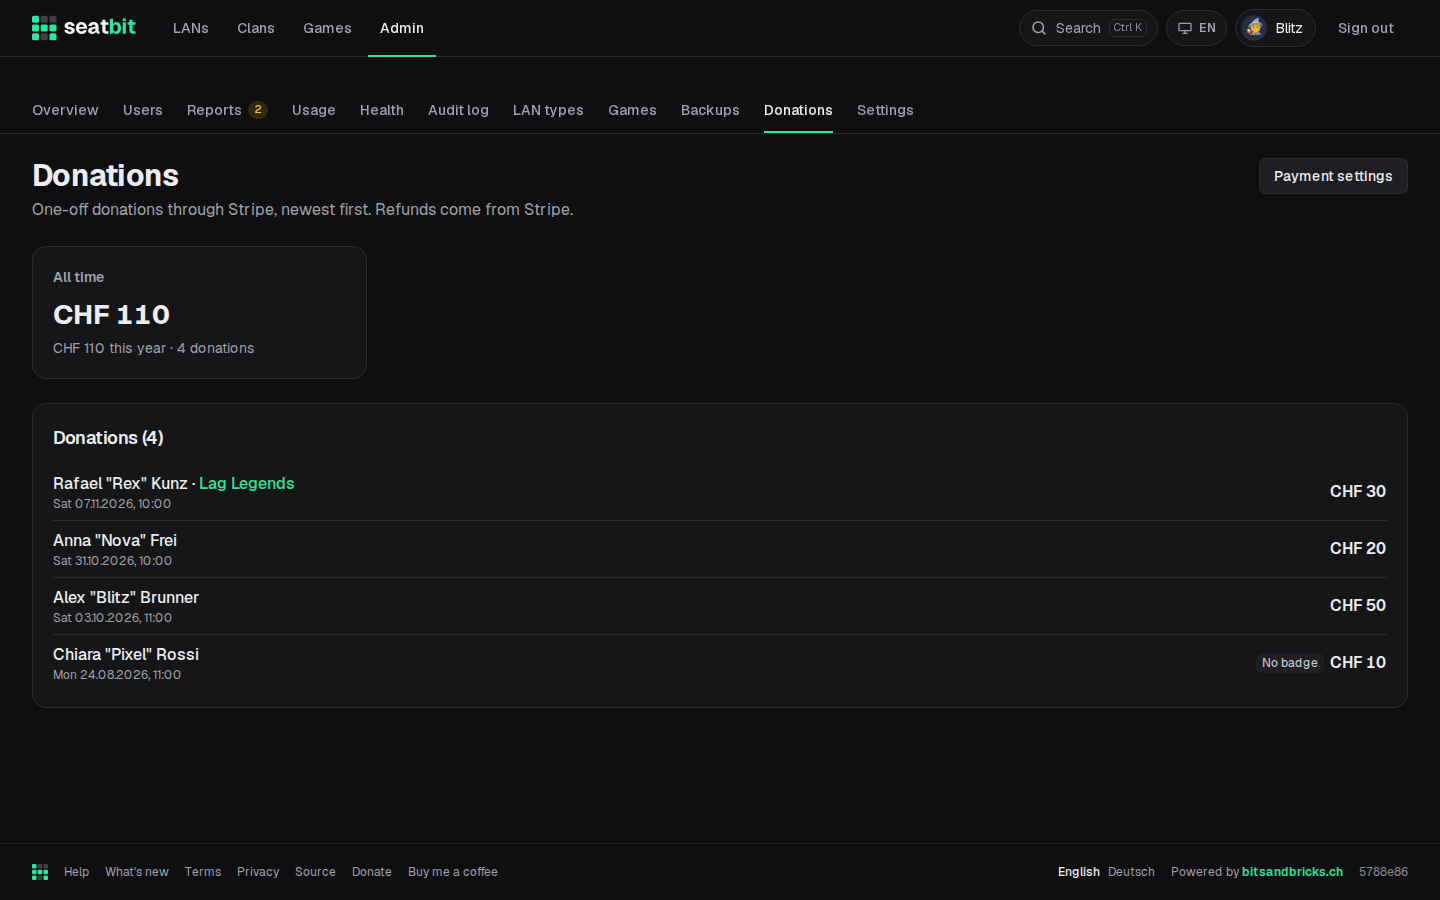 seatbit LANs Clans Games Admin Search Ctrl K EN Blitz Sign out
Overview Users Reports 2 Usage Health Audit log LAN types Games Backups Donations Settings
Donations
Payment settings
One-off donations through Stripe, newest first. Refunds come from Stripe.
All time
CHF 110
CHF 110 this year · 4 donations
Donations (4)
Rafael "Rex" Kunz · Lag Legends
Sat 07.11.2026, 10:00
CHF 30
Anna "Nova" Frei
Sat 31.10.2026, 10:00
CHF 20
Alex "Blitz" Brunner
Sat 03.10.2026, 11:00
CHF 50
Chiara "Pixel" Rossi
Mon 24.08.2026, 11:00
No badge CHF 10
Help What's new Terms Privacy Source Donate Buy me a coffee English Deutsch Powered by bitsandbricks.ch 5788e86